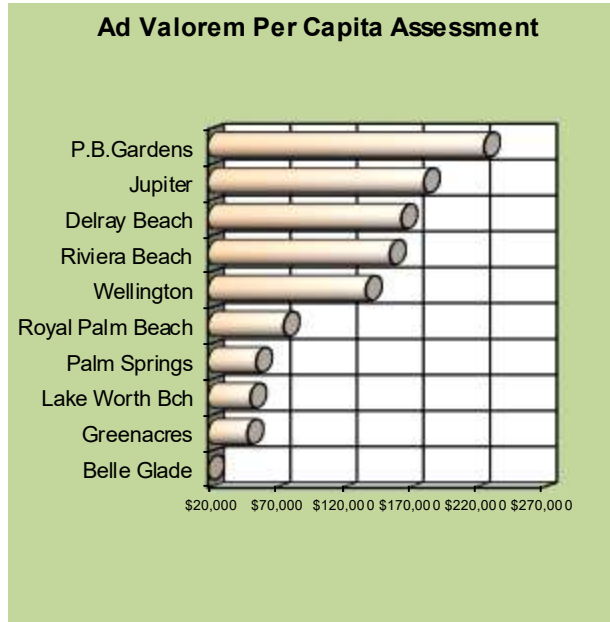 Ad Valorem Per Capita Assessment
P.B.Gardens
Jupiter
Delray Beach
Riviera Beach
Wellington
Royal Palm Beach
Palm Springs
Lake Worth Bch
Greenacres
Belle Glade
$20,000 $70,000 $120,000 $170,000 $220,000 $270,000